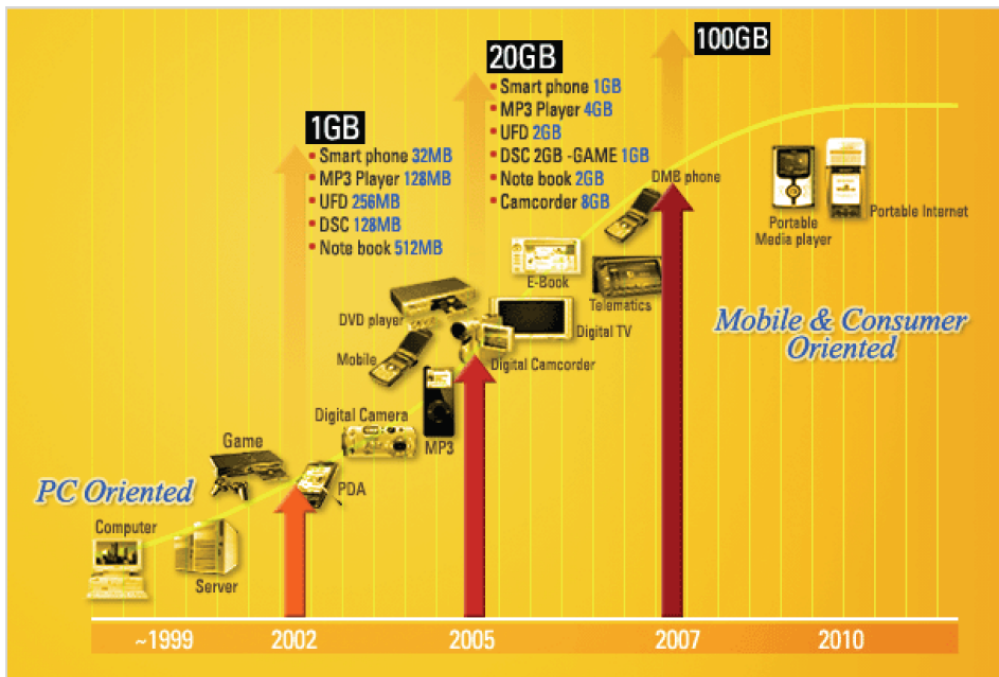 100GB
20GB
• Smart phone 1GB
• MP3 Player 4GB
• UFD 2GB
• DSC 2GB -GAME 1GB
• Note book 2GB
• Camcorder 8GB
1GB
• Smart phone 32MB
• MP3 Player 128MB
• UFD 256MB
• DSC 128MB
• Note book 512MB
DMB phone
Portable
Media player
Portable Internet
E-Book
Telematics
DVD player
Digital TV
Mobile
Digital Camcorder
Mobile & Consumer
Oriented
Digital Camera
MP3
Game
PDA
PC Oriented
Computer
Server
~1999
2002
2005
2007
2010